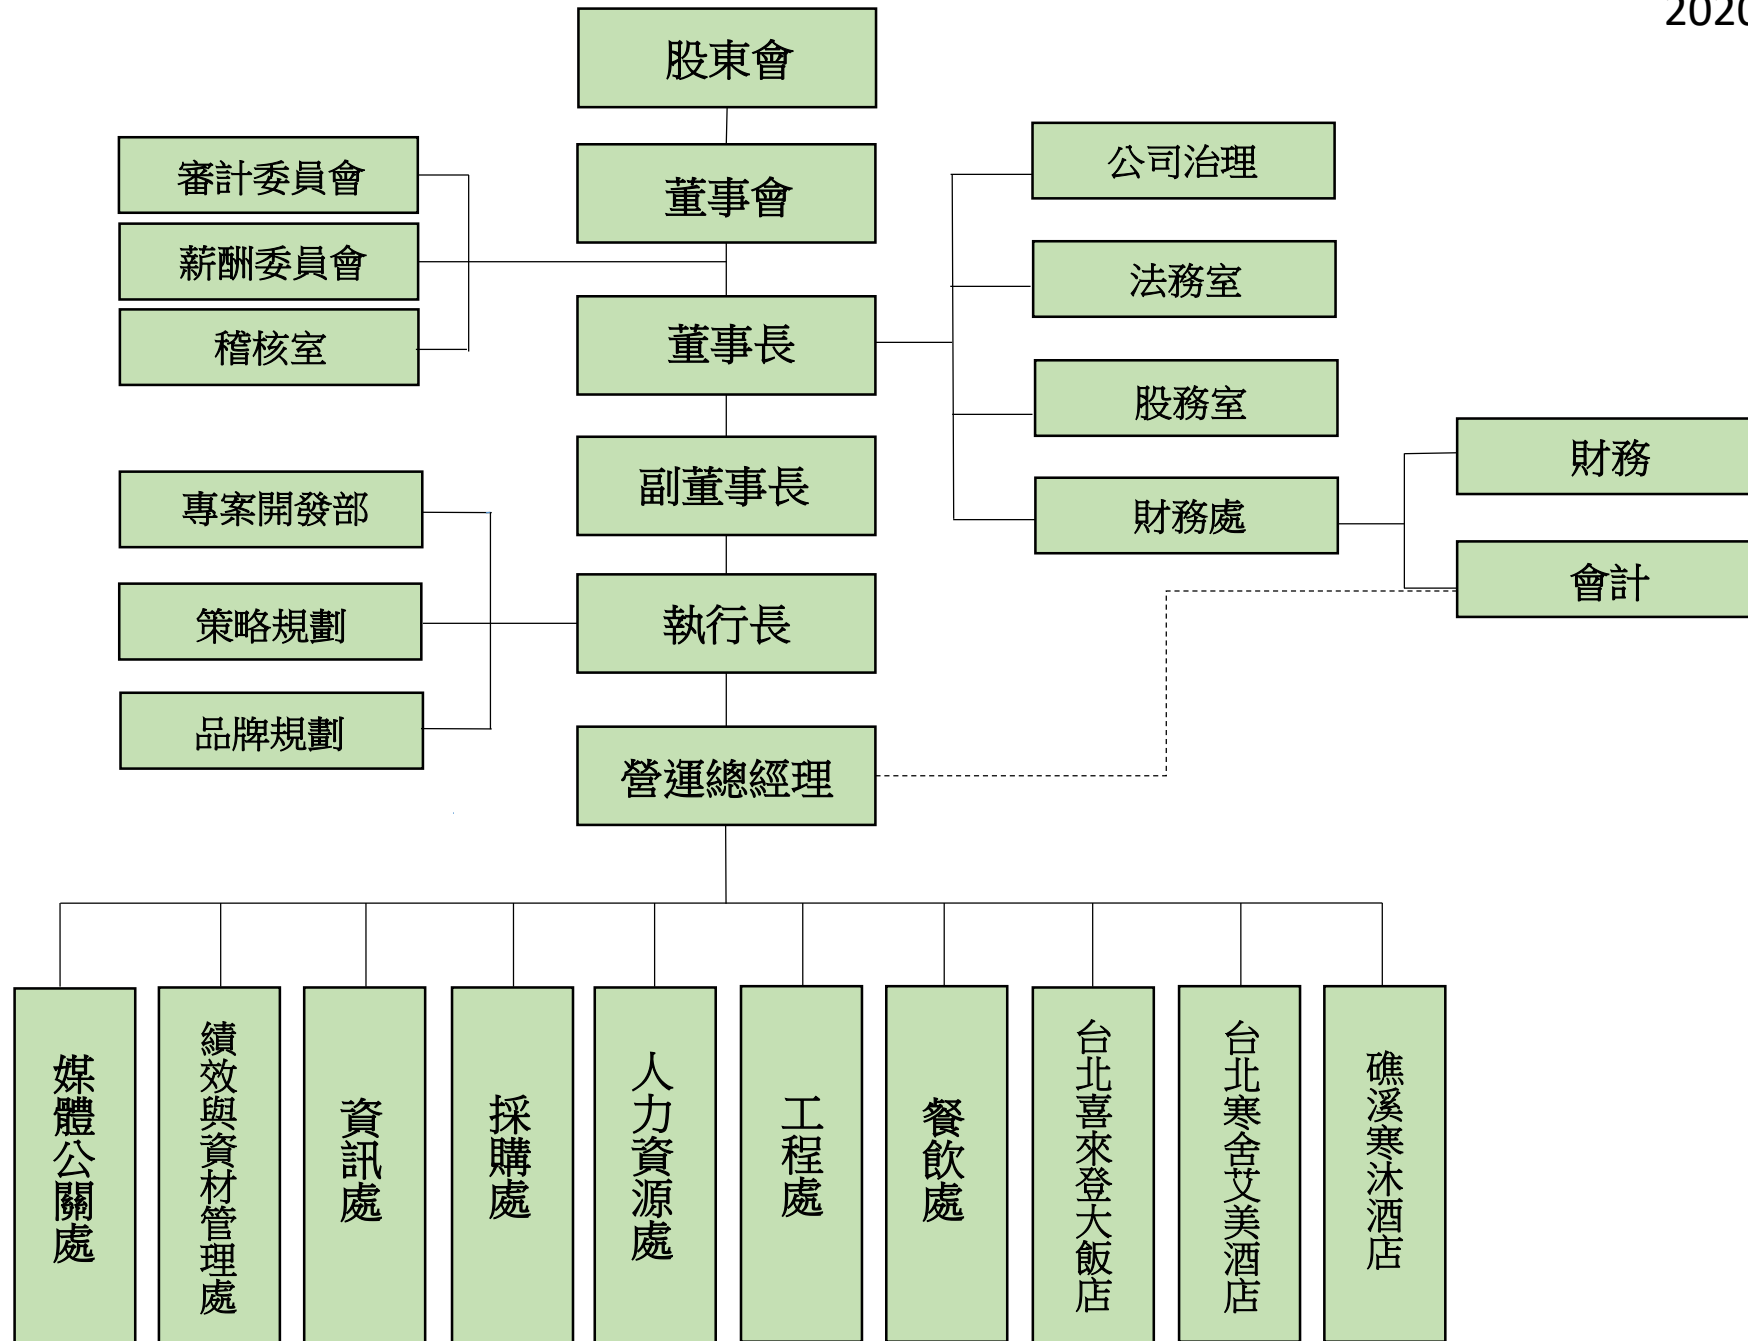 2020
股東會
董事會
審計委員會
薪酬委員會
稽核室
公司治理
法務室
股務室
財務處
財務
會計
董事長
副董事長
專案開發部
策略規劃
品牌規劃
執行長
營運總經理
媒體公關處
績效與資材管理處
資訊處
採購處
人力資源處
工程處
餐飲處
台北喜來登大飯店
台北寒舍艾美酒店
礁溪寒沐酒店